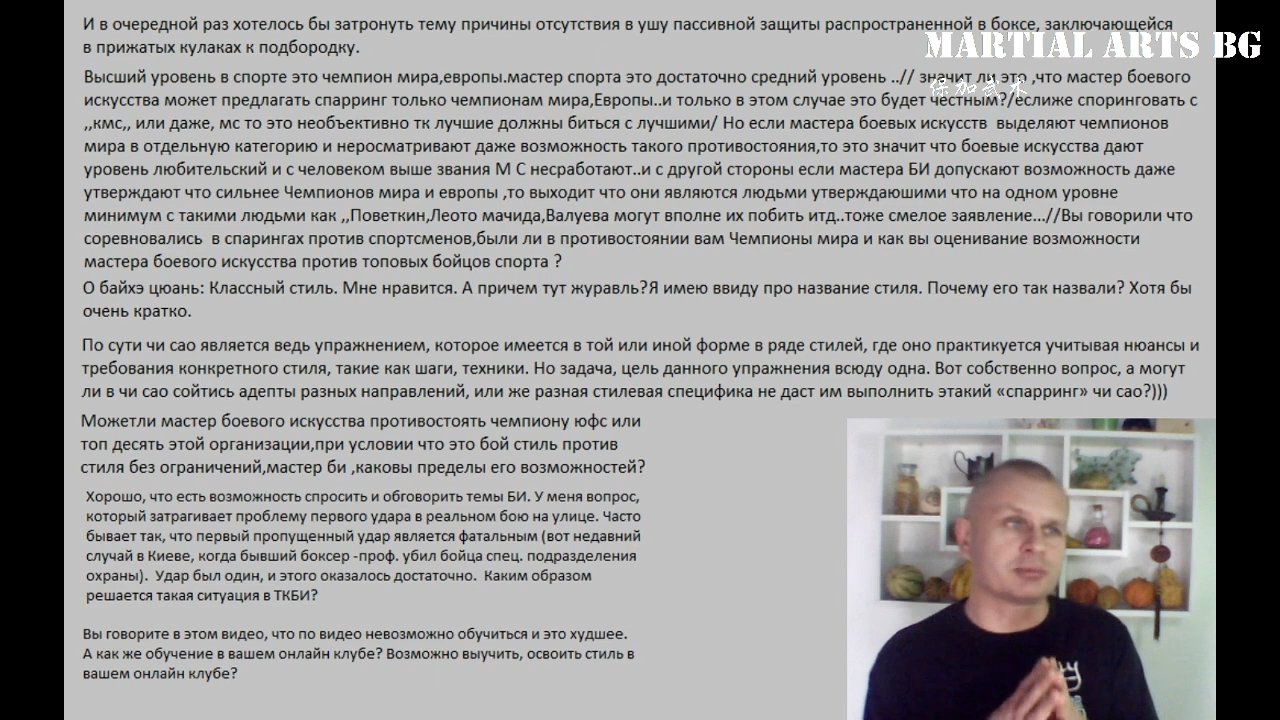 И в очередной раз хотелось бы затронуть тему причины отсутствия в ушу пассивной защиты распространенной в боксе, заключающейся
в прижатых кулаках к подбородку.
MARTIAL ARTS BG
保加武术
Высший уровень в спорте это чемпион мира,европы.мастер спорта это достаточно средний уровень ..// значит ли это ,что мастер боевого
искусства может предлагать спарринг только чемпионам мира,Европы..и только в этом случае это будет честным?/еслиже споринговать с
,,кмс,, или даже, мс то это необъективно тк лучшие должны биться с лучшими/ Но если мастера боевых искусств выделяют чемпионов
мира в отдельную категорию и неросматривают даже возможность такого противостояния,то это значит что боевые искусства дают
уровень любительский и с человеком выше звания М С несработают..и с другой стороны если мастера БИ допускают возможность даже
утверждают что сильнее Чемпионов мира и европы ,то выходит что они являются людьми утверждаюшими что на одном уровне
минимум с такими людьми как ,,Поветкин,Леото мачида,Валуева могут вполне их побить итд..тоже смелое заявление...//Вы говорили что
соревновались в спарингах против спортсменов,были ли в противостоянии вам Чемпионы мира и как вы оценивание возможности
мастера боевого искусства против топовых бойцов спорта ?
О байхэ цюань: Классный стиль. Мне нравится. А причем тут журавль?Я имею ввиду про название стиля. Почему его так назвали? Хотя бы
очень кратко.
По сути чи сао является ведь упражнением, которое имеется в той или иной форме в ряде стилей, где оно практикуется учитывая нюансы и
требования конкретного стиля, такие как шаги, техники. Но задача, цель данного упражнения всюду одна. Вот собственно вопрос, а могут
ли в чи сао сойтись адепты разных направлений, или же разная стилевая специфика не даст им выполнить этакий «спарринг» чи сао?)))
Можетли мастер боевого искусства противостоять чемпиону юфс или
топ десять этой организации,при условии что это бой стиль против
стиля без ограничений,мастер би ,каковы пределы его возможностей?
Хорошо, что есть возможность спросить и обговорить темы БИ. У меня вопрос,
который затрагивает проблему первого удара в реальном бою на улице. Часто
бывает так, что первый пропущенный удар является фатальным (вот недавний
случай в Киеве, когда бывший боксер -проф. убил бойца спец. подразделения
охраны). Удар был один, и этого оказалось достаточно. Каким образом
решается такая ситуация в ТКБИ?
Вы говорите в этом видео, что по видео невозможно обучиться и это худшее.
А как же обучение в вашем онлайн клубе? Возможно выучить, освоить стиль в
вашем онлайн клубе?